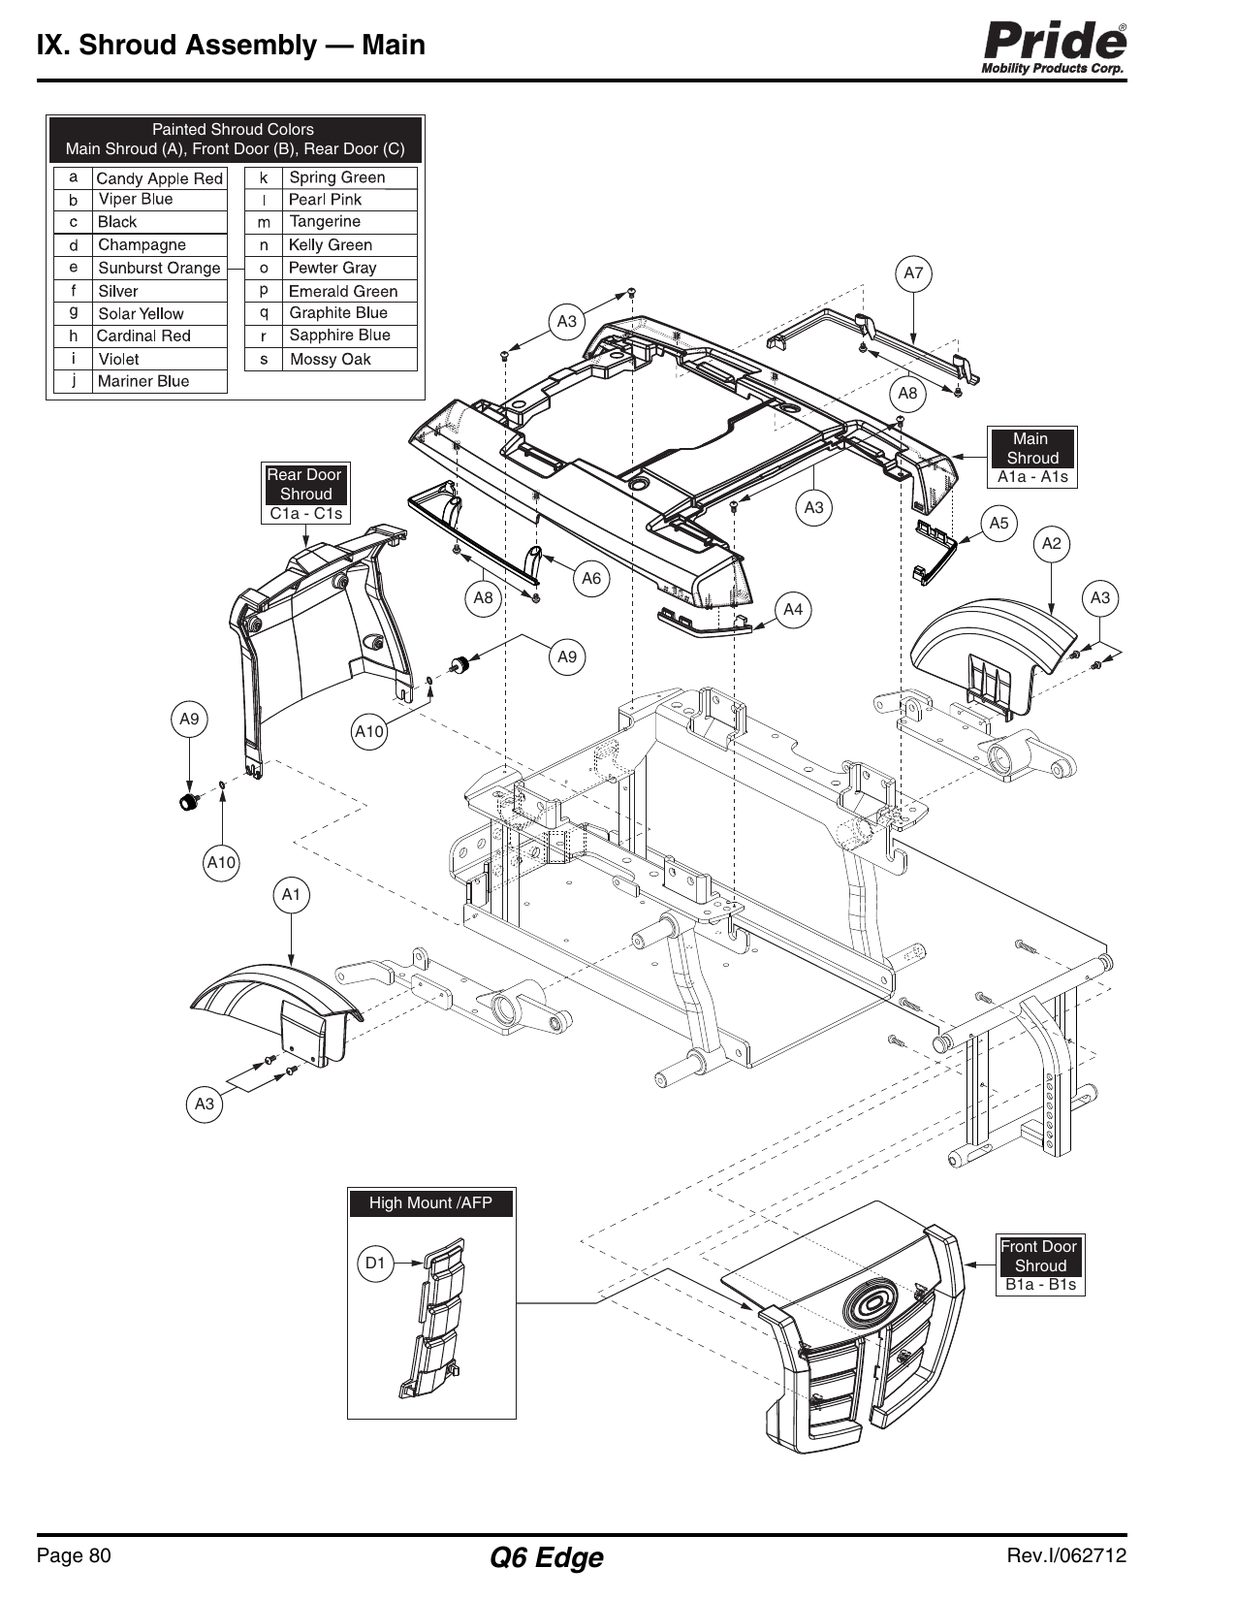 IX. Shroud Assembly — Main
Pride®
Mobility Products Corp.
Painted Shroud Colors
Main Shroud (A), Front Door (B), Rear Door (C)
a Candy Apple Red
b Viper Blue
c Black
d Champagne
e Sunburst Orange
f Silver
g Solar Yellow
h Cardinal Red
i Violet
j Mariner Blue
k Spring Green
l Pearl Pink
m Tangerine
n Kelly Green
o Pewter Gray
p Emerald Green
q Graphite Blue
r Sapphire Blue
s Mossy Oak
A7
A3
A8
Main
Shroud
A1a - A1s
Rear Door
Shroud
C1a - C1s
A3
A5
A2
A6
A8
A4
A3
A9
A10
A9
A10
A1
A3
High Mount /AFP
D1
Q
Front Door
Shroud
B1a - B1s
Page 80
Q6 Edge
Rev.I/062712